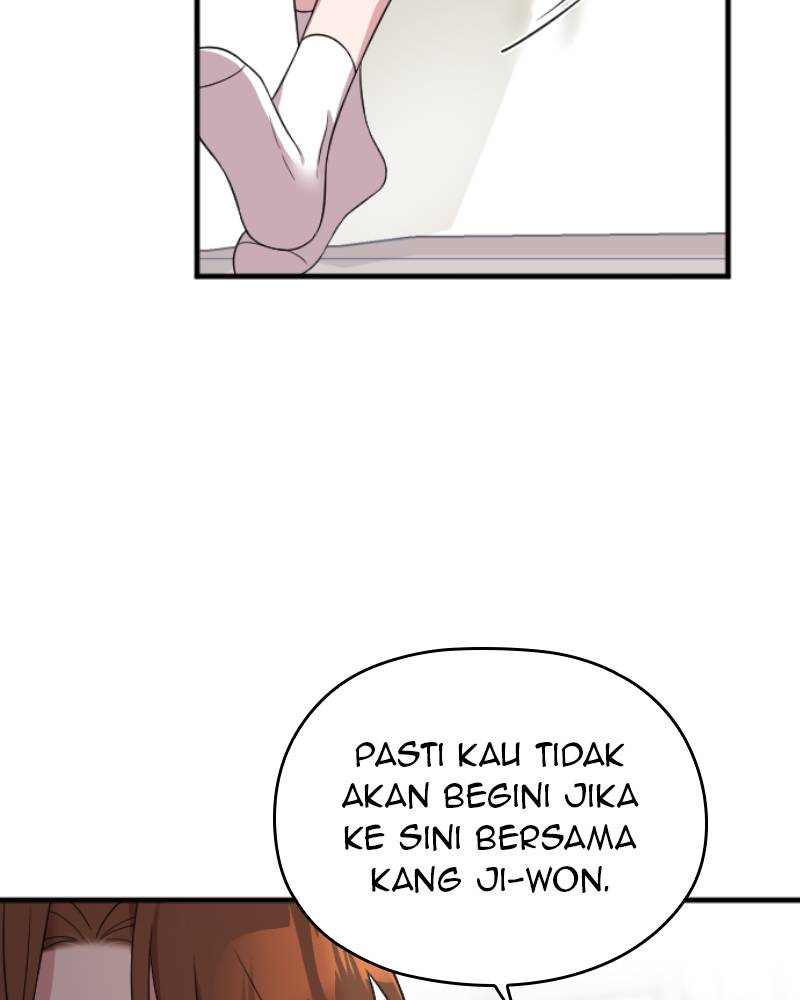 PASTI KAU TIDAK
AKAN BEGINI JIKA
KE SINI BERSAMA
KANG JI-WON.